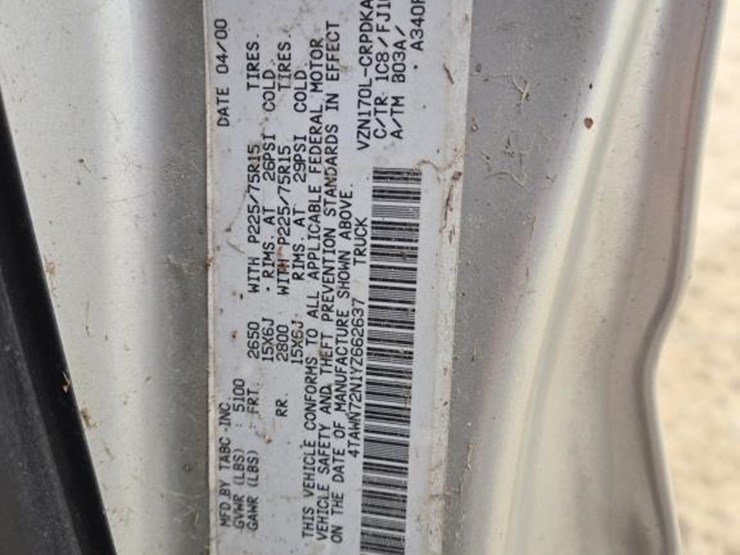 MFD.BY TABC.INC. DATE 04/00
GVWR (LBS) : 5100
GAWR (LBS) FRT. 2650 WITH P225/75R15 TIRES.
15X6J RIMS. AT 26PSI COLD
RR. 2800 WITH P225/75R15 TIRES.
15X6J RIMS. AT 29PSI COLD
THIS VEHICLE CONFORMS TO ALL APPLICABLE FEDERAL MOTOR
VEHICLE SAFETY AND THEFT PREVENTION STANDARDS IN EFFECT
ON THE DATE OF MANUFACTURE SHOWN ABOVE.
4TAWN72N1YZ662637 TRUCK
VZN170L-CRPDKA
C/TR 1C8/FJ1
A/TM B03A/
A340F